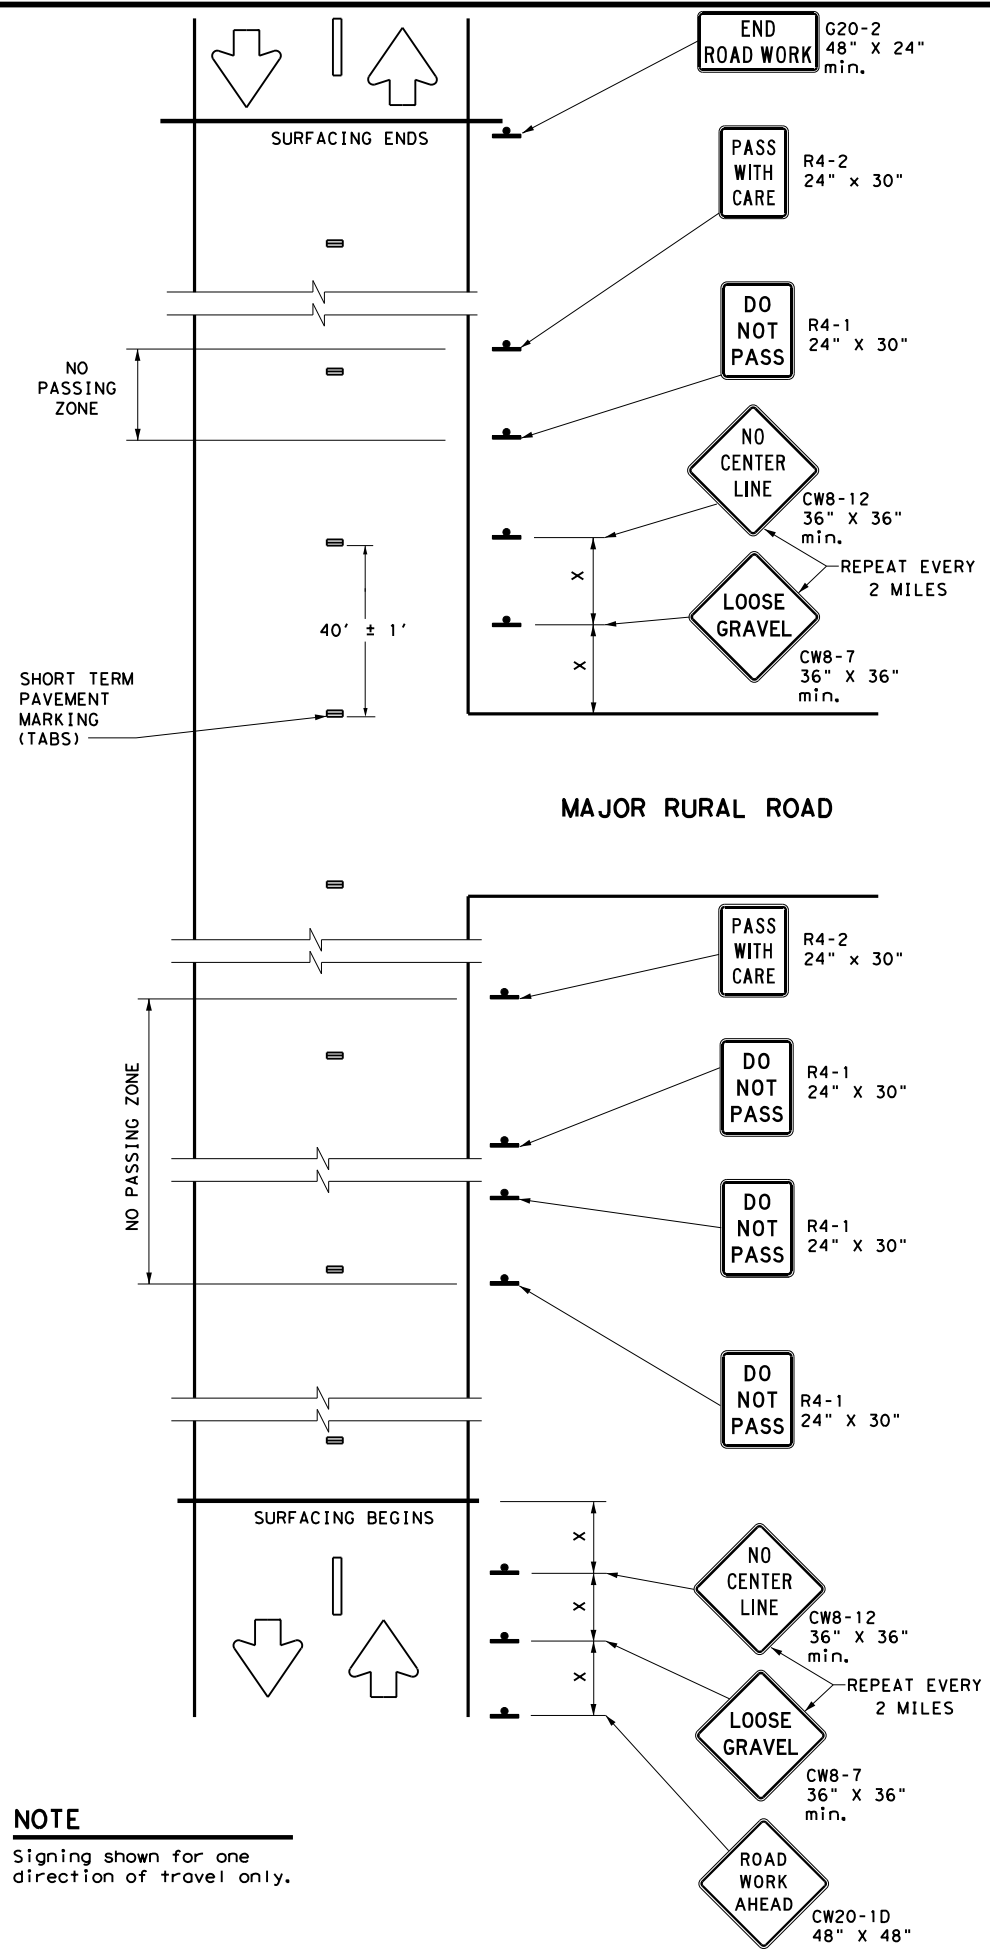 END
ROAD WORK
G20-2
48" X 24"
min.
SURFACING ENDS
PASS
WITH
CARE
R4-2
24" x 30"
DO
NOT
PASS
R4-1
24" X 30"
NO
PASSING
ZONE
NO
CENTER
LINE
CW8-12
36" X 36"
min.
REPEAT EVERY
2 MILES
X
LOOSE
GRAVEL
CW8-7
36" X 36"
min.
X
40' ± 1'
SHORT TERM
PAVEMENT
MARKING
(TABS)
MAJOR RURAL ROAD
PASS
WITH
CARE
R4-2
24" x 30"
DO
NOT
PASS
R4-1
24" X 30"
NO PASSING ZONE
DO
NOT
PASS
R4-1
24" X 30"
DO
NOT
PASS
R4-1
24" X 30"
SURFACING BEGINS
X
NO
CENTER
LINE
CW8-12
36" X 36"
min.
X
REPEAT EVERY
2 MILES
X
LOOSE
GRAVEL
CW8-7
36" X 36"
min.
ROAD
WORK
AHEAD
CW20-1D
48" X 48"
NOTE
Signing shown for one
direction of travel only.